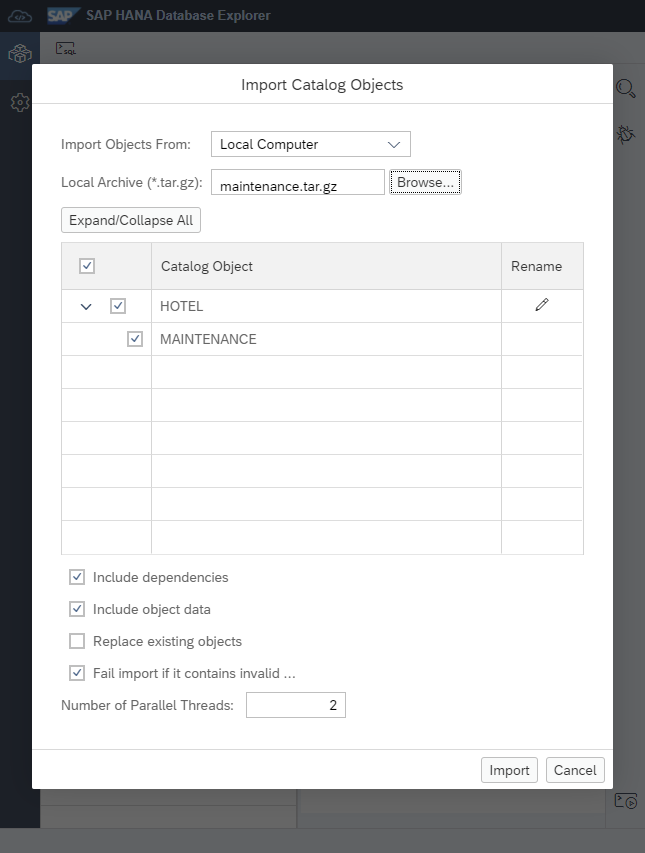 SAP SAP HANA Database Explorer
SQL
Import Catalog Objects
Import Objects From: Local Computer
Local Archive (*.tar.gz): maintenance.tar.gz Browse...
Expand/Collapse All
Catalog Object Rename
HOTEL
MAINTENANCE
Include dependencies
Include object data
Replace existing objects
Fail import if it contains invalid ...
Number of Parallel Threads: 2
Import Cancel